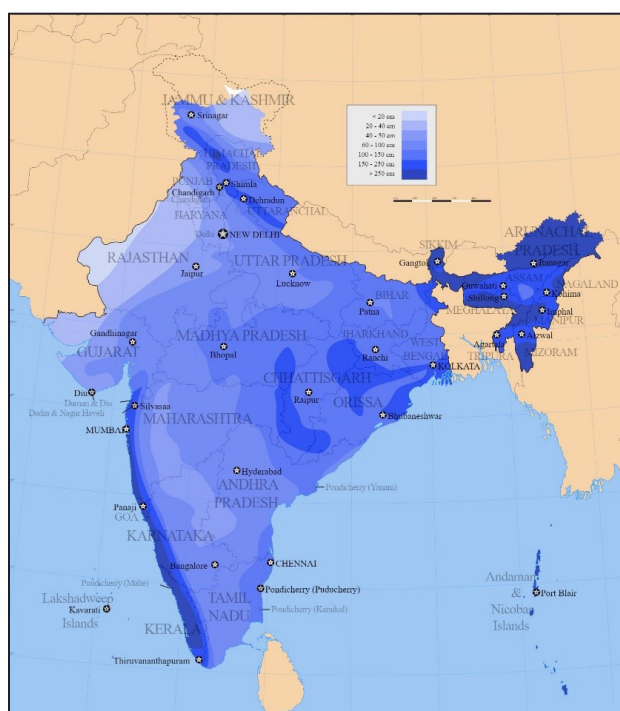 JAMMU & KASHMIR
Srinagar
< 20 cm
20 - 40 cm
40 - 50 cm
60 - 100 cm
100 - 150 cm
150 - 250 cm
> 250 cm
HIMACHAL
PRADESH
PUNJAB
Shimla
Chandigarh
Chandigarh
Dehradun
UTTARANCHAL
HARYANA
Delhi
NEW DELHI
RAJASTHAN
Jaipur
UTTAR PRADESH
Lucknow
SIKKIM
Gangtok
ARUNACHAL
PRADESH
Itanagar
ASSAM
NAGALAND
Guwahati
Kohima
Shillong
MEGHALAYA
Imphal
MANIPUR
BIHAR
Patna
Gandhinagar
GUJARAT
MADHYA PRADESH
Bhopal
JHARKHAND
Ranchi
WEST
BENGAL
KOLKATA
Agartala
TRIPURA
Aizwal
MIZORAM
CHHATTISGARH
Raipur
ORISSA
Bhubaneshwar
Diu
Daman & Diu
Dadra & Nagar Haveli
Silvasaa
MAHARASHTRA
MUMBAI
Hyderabad
ANDHRA
PRADESH
Pondicherry (Yanam)
Panaji
GOA
KARNATAKA
Bangalore
CHENNAI
Pondicherry (Mahe)
Pondicherry (Puducherry)
Lakshadweep
Islands
Kavarati
TAMIL
NADU
Pondicherry (Karaikal)
KERALA
Thiruvananthapuram
Andaman
&
Nicobar
Islands
Port Blair